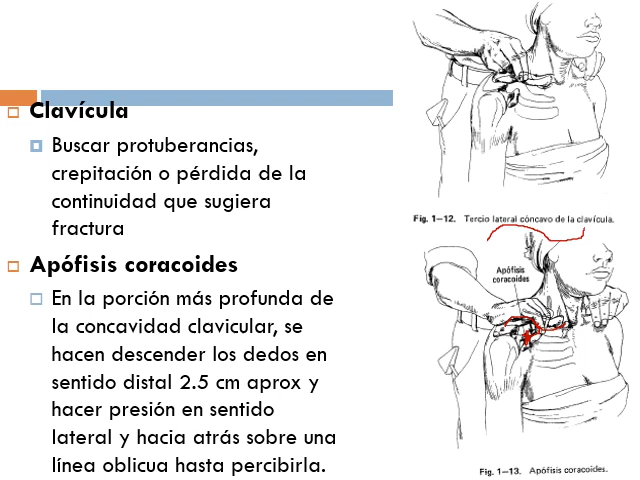 Clavícula
Buscar protuberancias,
crepitación o pérdida de la
continuidad que sugiera
fractura
Apófisis coracoides
En la porción más profunda de
la concavidad clavicular, se
hacen descender los dedos en
sentido distal 2.5 cm aprox y
hacer presión en sentido
lateral y hacia atrás sobre una
línea oblicua hasta percibirla.
Fig. 1—12. Tercio lateral cóncavo de la clavícula.
Apófisis
coracoides
Fig. 1—13. Apófisis coracoides.